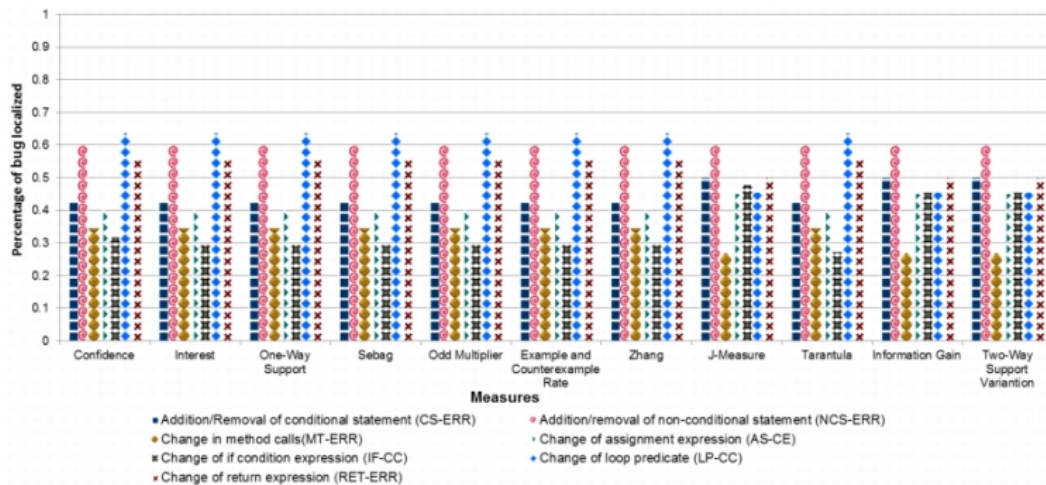 Percentage of bug localized
1
0.9
0.8
0.7
0.6
0.5
0.4
0.3
0.2
0.1
0
Confidence
Interest
One-Way
Support
Sebag
Odd Multiplier
Example and
Counterexample
Rate
Zhang
J-Measure
Tarantula
Information Gain
Two-Way
Support
Variantion
Measures
Addition/Removal of conditional statement (CS-ERR)
Addition/removal of non-conditional statement (NCS-ERR)
Change in method calls(MT-ERR)
Change of assignment expression (AS-CE)
Change of if condition expression (IF-CC)
Change of loop predicate (LP-CC)
Change of return expression (RET-ERR)